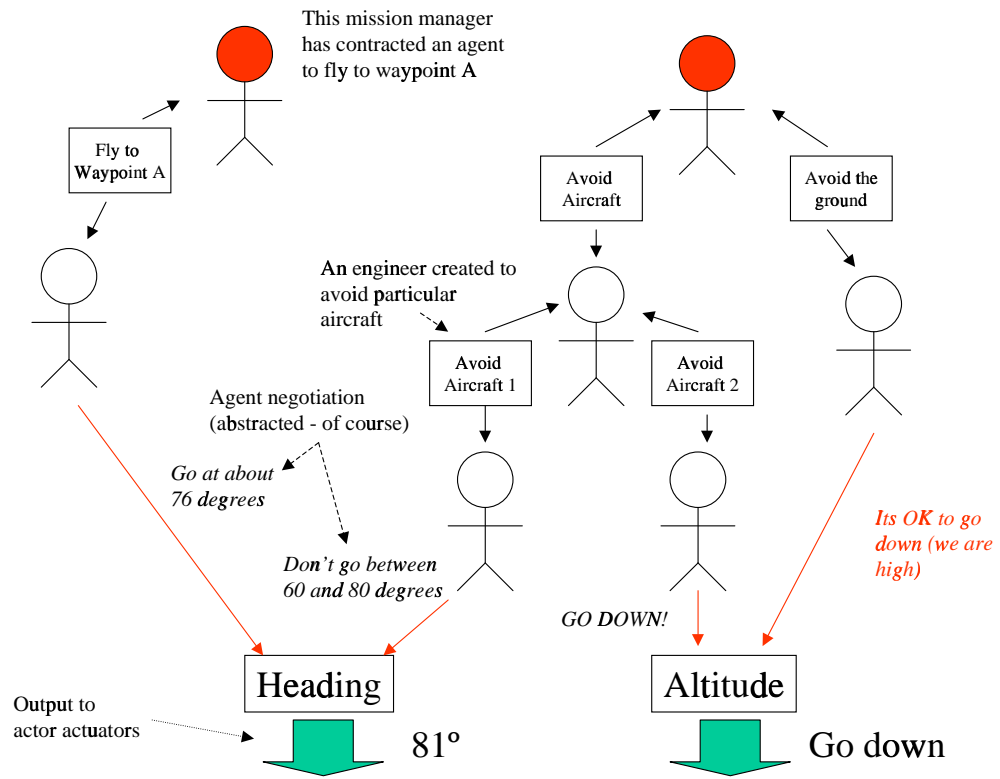 This mission manager
has contracted an agent
to fly to waypoint A
Fly to
Waypoint A
Avoid
Aircraft
Avoid the
ground
An engineer created to
avoid particular
aircraft
Avoid
Aircraft 1
Avoid
Aircraft 2
Agent negotiation
(abstracted - of course)
Go at about
76 degrees
Don't go between
60 and 80 degrees
GO DOWN!
Its OK to go
down (we are
high)
Heading
Altitude
Output to
actor actuators
81º
Go down